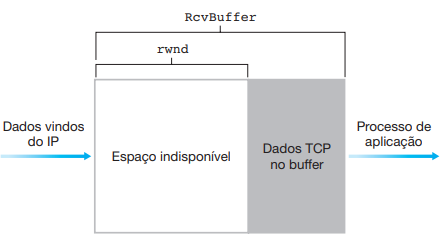 RcvBuffer
rwnd
Dados vindos
do IP
Espaço indisponível
Dados TCP
no buffer
Processo de
aplicação